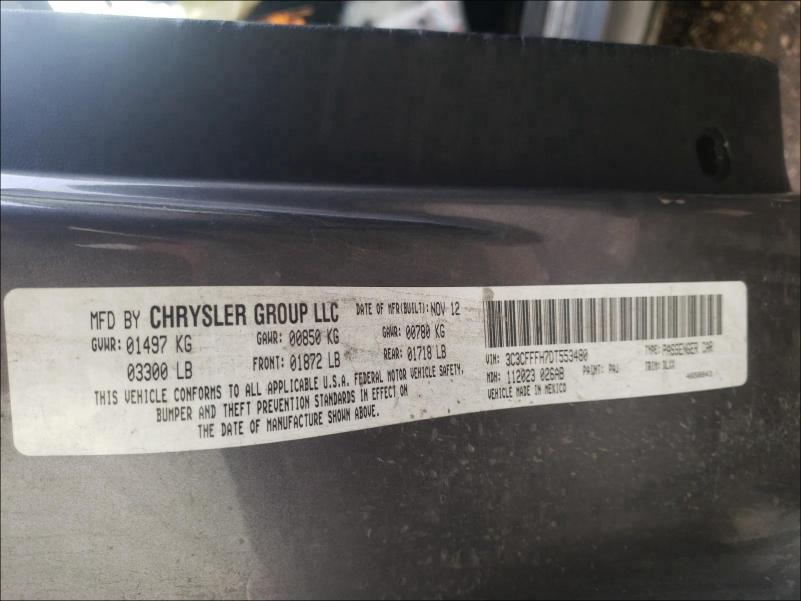 MFD BY CHRYSLER GROUP LLC DATE OF MFR(BUILT): NOV 12
GVWR: 01497 KG GAWR: 00850 KG GAWR: 00780 KG
03300 LB FRONT: 01872 LB REAR: 01718 LB
THIS VEHICLE CONFORMS TO ALL APPLICABLE U.S.A. FEDERAL MOTOR VEHICLE SAFETY,
BUMPER AND THEFT PREVENTION STANDARDS IN EFFECT ON
THE DATE OF MANUFACTURE SHOWN ABOVE.
VIN: 3C3CFFFH7DT553480 TYPE: PASSENGER CAR
MDH: 112023 026AB PAINT: PAU TRIM: DLX3
VEHICLE MADE IN MEXICO